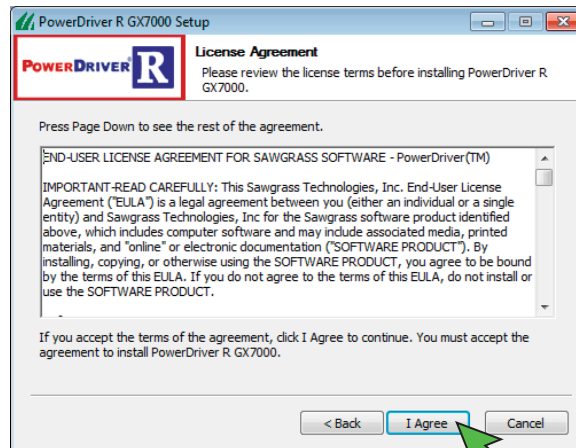 PowerDriver R GX7000 Setup
POWERDRIVER® R
License Agreement
Please review the license terms before installing PowerDriver R
GX7000.
Press Page Down to see the rest of the agreement.
END-USER LICENSE AGREEMENT FOR SAWGRASS SOFTWARE - PowerDriver(TM)
IMPORTANT-READ CAREFULLY: This Sawgrass Technologies, Inc. End-User License
Agreement ("EULA") is a legal agreement between you (either an individual or a single
entity) and Sawgrass Technologies, Inc for the Sawgrass software product identified
above, which includes computer software and may include associated media, printed
materials, and "online" or electronic documentation ("SOFTWARE PRODUCT"). By
installing, copying, or otherwise using the SOFTWARE PRODUCT, you agree to be bound
by the terms of this EULA. If you do not agree to the terms of this EULA, do not install or
use the SOFTWARE PRODUCT.
If you accept the terms of the agreement, click I Agree to continue. You must accept the
agreement to install PowerDriver R GX7000.
< Back
I Agree
Cancel